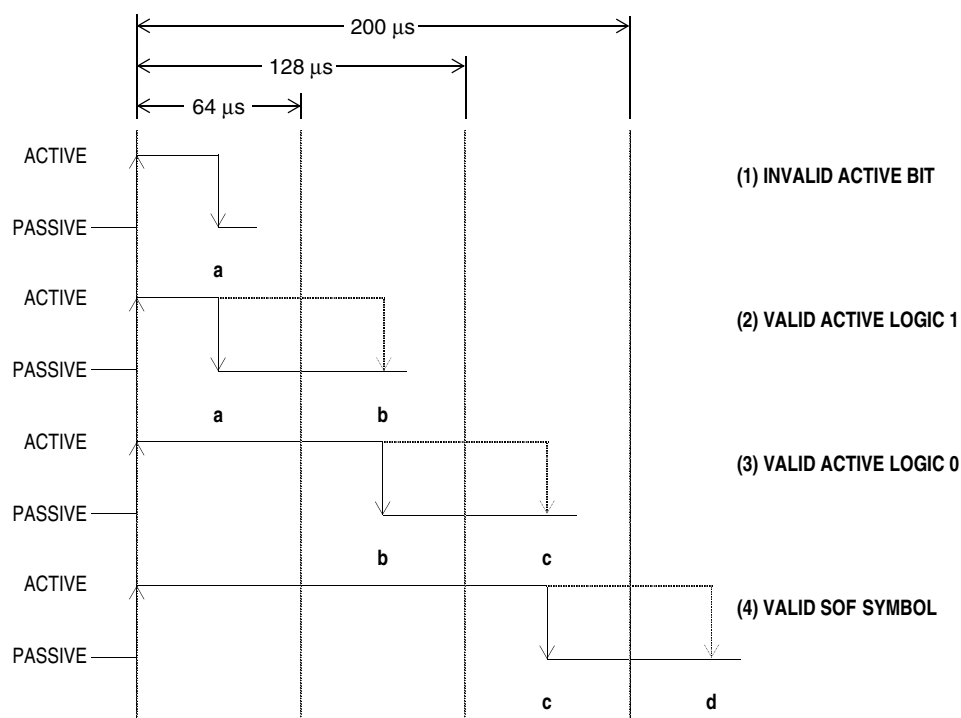 200 μs
128 μs
64 μs
ACTIVE
(1) INVALID ACTIVE BIT
PASSIVE
a
ACTIVE
(2) VALID ACTIVE LOGIC 1
PASSIVE
a b
ACTIVE
(3) VALID ACTIVE LOGIC 0
PASSIVE
b c
ACTIVE
(4) VALID SOF SYMBOL
PASSIVE
c d